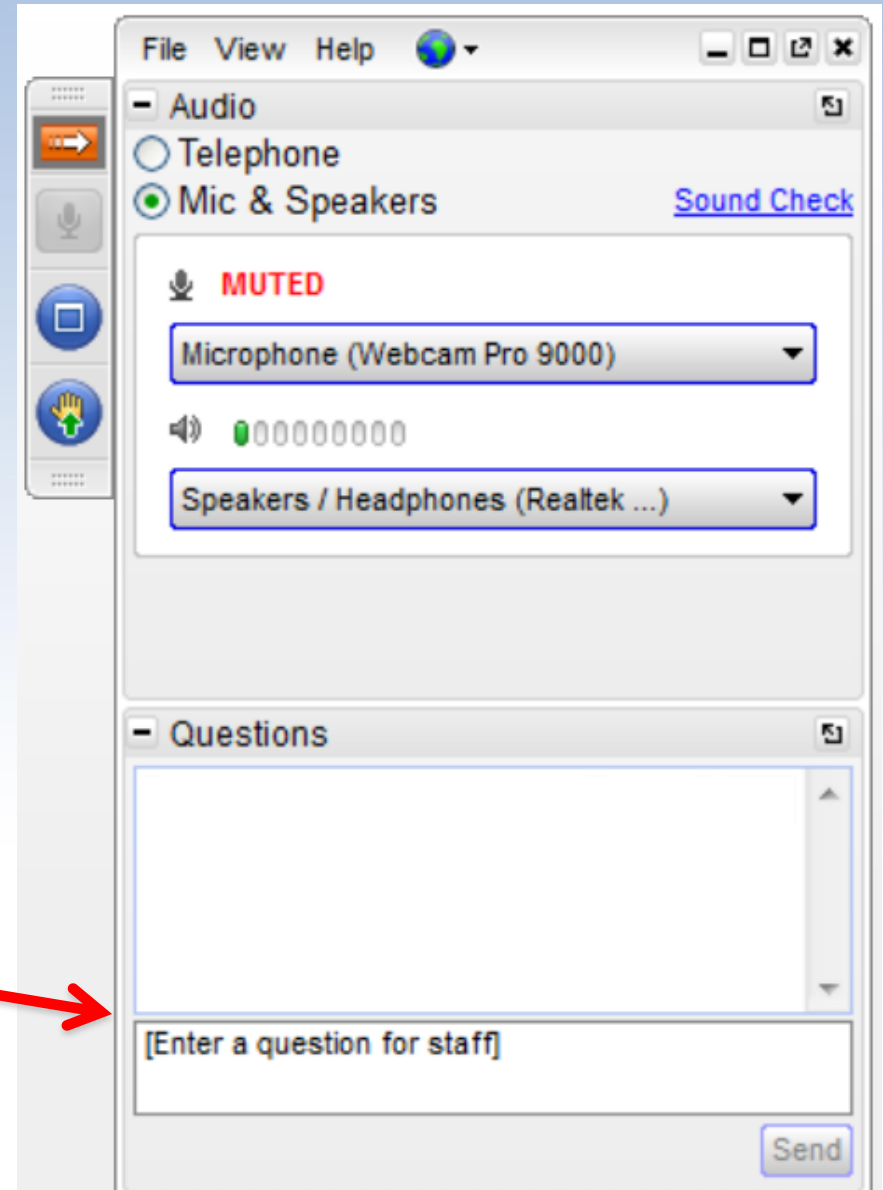 File View Help
Audio
Telephone
Mic & Speakers Sound Check
MUTED
Microphone (Webcam Pro 9000)
Speakers / Headphones (Realtek ...)
Questions
[Enter a question for staff]
Send